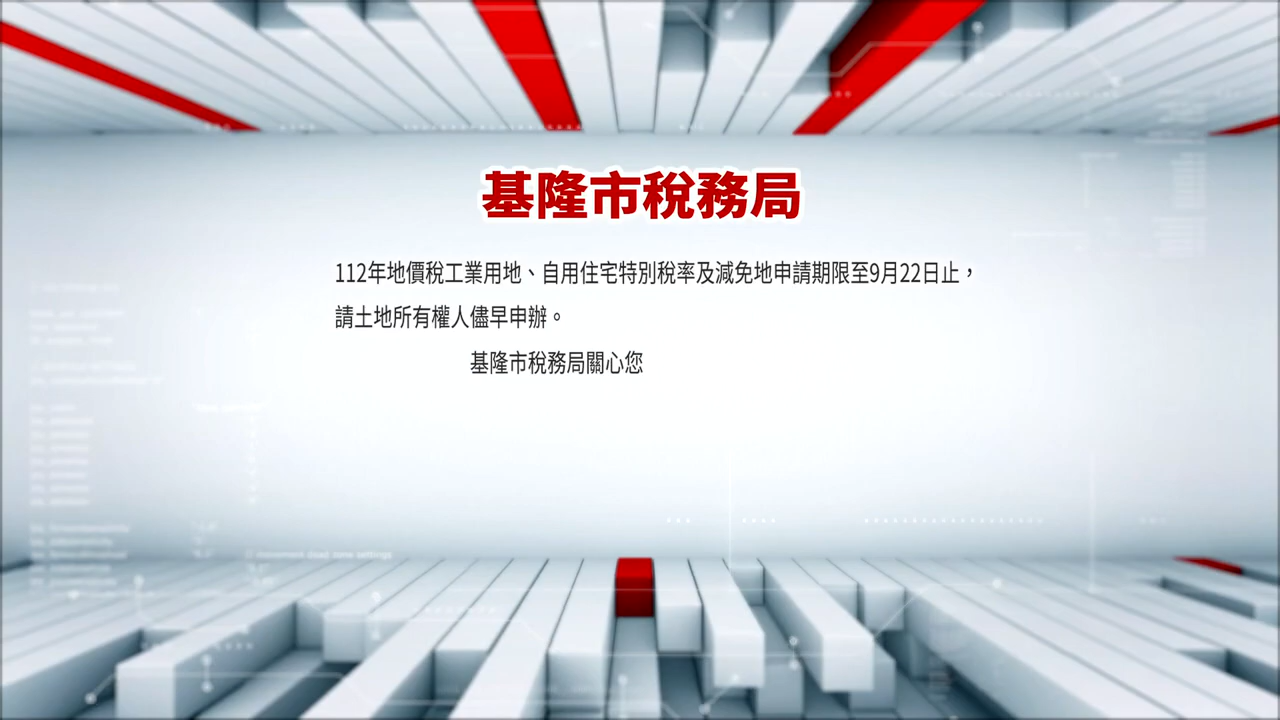 基隆市稅務局
112年地價稅工業用地、自用住宅特別稅率及減免地申請期限至9月22日止，
請土地所有權人儘早申辦。
基隆市稅務局關心您